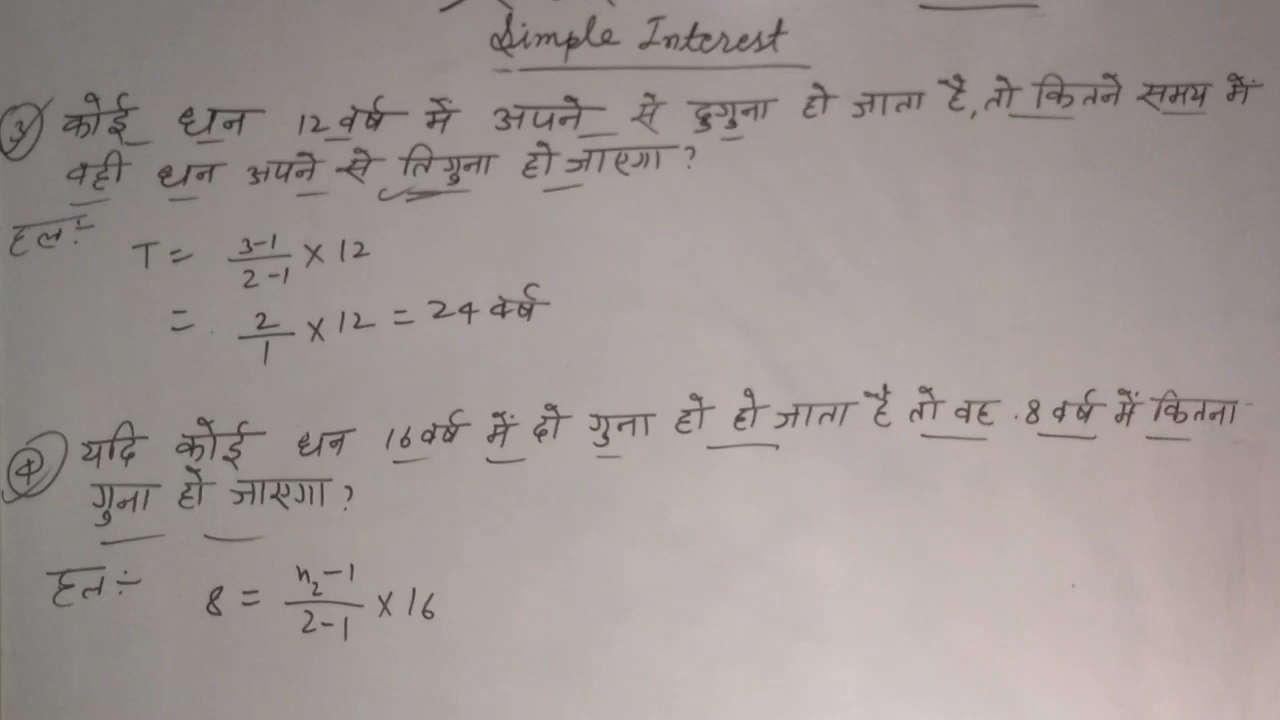 Simple Interest
③ कोई धन 12 वर्ष में अपने से दुगुना हो जाता है, तो कितने समय में
वही धन अपने से तिगुना हो जाएगा ?
हल:-
T = 3-1/2-1 × 12
= 2/1 × 12 = 24 वर्ष
④ यदि कोई धन 16 वर्ष में दो गुना हो हो जाता है तो वह 8 वर्ष में कितना
गुना हो जाएगा ?
हल:- 8 = n₂-1/2-1 × 16